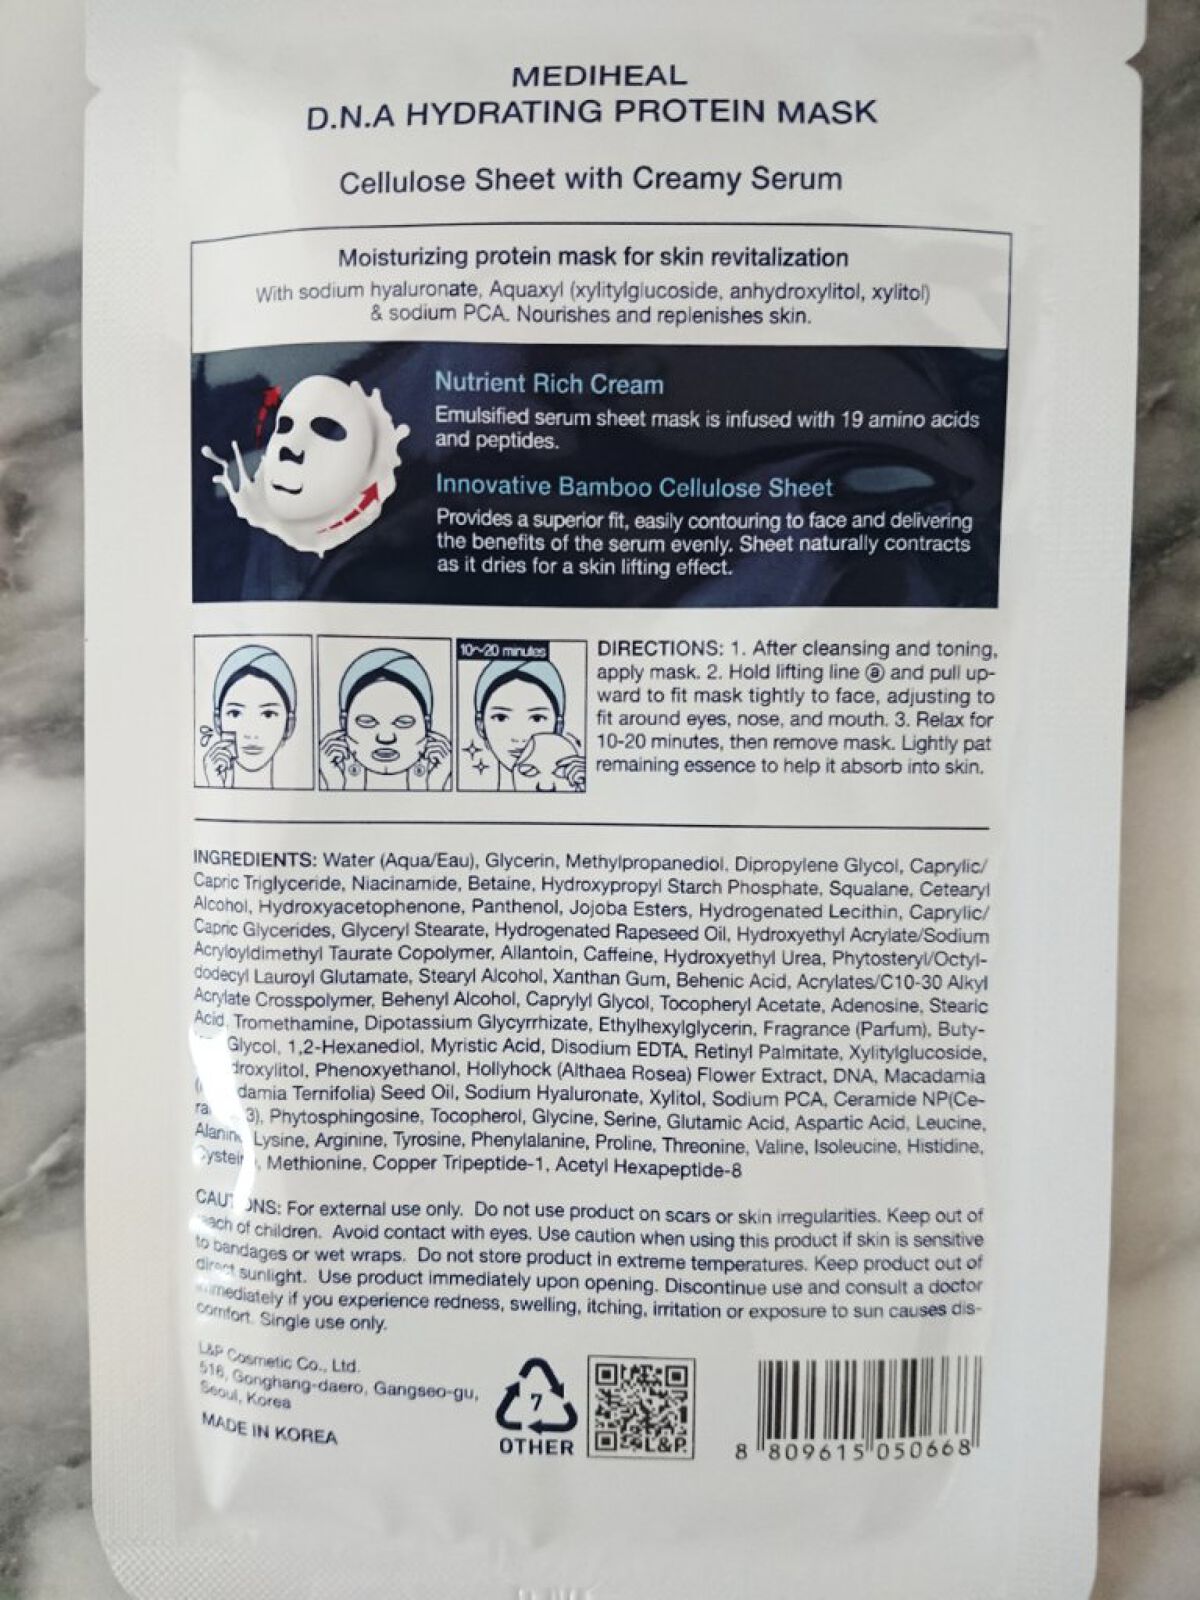 MEDIHEAL
D.N.A HYDRATING PROTEIN MASK
Cellulose Sheet with Creamy Serum
Moisturizing protein mask for skin revitalization
With sodium hyaluronate, Aquaxyl (xylitylglucoside, anhydroxylitol, xylitol)
& sodium PCA. Nourishes and replenishes skin.
Nutrient Rich Cream
Emulsified serum sheet mask is infused with 19 amino acids
and peptides.
Innovative Bamboo Cellulose Sheet
Provides a superior fit, easily contouring to face and delivering
the benefits of the serum evenly. Sheet naturally contracts
as it dries for a skin lifting effect.
10~20 minutes
DIRECTIONS: 1. After cleansing and toning,
apply mask. 2. Hold lifting line ⓐ and pull up-
ward to fit mask tightly to face, adjusting to
fit around eyes, nose, and mouth. 3. Relax for
10-20 minutes, then remove mask. Lightly pat
remaining essence to help it absorb into skin.
INGREDIENTS: Water (Aqua/Eau), Glycerin, Methylpropanediol, Dipropylene Glycol, Caprylic/
Capric Triglyceride, Niacinamide, Betaine, Hydroxypropyl Starch Phosphate, Squalane, Cetearyl
Alcohol, Hydroxyacetophenone, Panthenol, Jojoba Esters, Hydrogenated Lecithin, Caprylic/
Capric Glycerides, Glyceryl Stearate, Hydrogenated Rapeseed Oil, Hydroxyethyl Acrylate/Sodium
Acryloyldimethyl Taurate Copolymer, Allantoin, Caffeine, Hydroxyethyl Urea, Phytosteryl/Octyl-
dodecyl Lauroyl Glutamate, Stearyl Alcohol, Xanthan Gum, Behenic Acid, Acrylates/C10-30 Alkyl
Acrylate Crosspolymer, Behenyl Alcohol, Caprylyl Glycol, Tocopheryl Acetate, Adenosine, Stearic
Acid, Tromethamine, Dipotassium Glycyrrhizate, Ethylhexylglycerin, Fragrance (Parfum), Buty-
Glycol, 1,2-Hexanediol, Myristic Acid, Disodium EDTA, Retinyl Palmitate, Xylitylglucoside,
Phenoxyethanol, Hollyhock (Althaea Rosea) Flower Extract, DNA, Macadamia
Ternifolia) Seed Oil, Sodium Hyaluronate, Xylitol, Sodium PCA, Ceramide NP(Ce-
3), Phytosphingosine, Tocopherol, Glycine, Serine, Glutamic Acid, Aspartic Acid, Leucine,
Alanine, Lysine, Arginine, Tyrosine, Phenylalanine, Proline, Threonine, Valine, Isoleucine, Histidine,
Cysteine, Methionine, Copper Tripeptide-1, Acetyl Hexapeptide-8
CAUTIONS: For external use only. Do not use product on scars or skin irregularities. Keep out of
reach of children. Avoid contact with eyes. Use caution when using this product if skin is sensitive
to bandages or wet wraps. Do not store product in extreme temperatures. Keep product out of
direct sunlight. Use product immediately upon opening. Discontinue use and consult a doctor
immediately if you experience redness, swelling, itching, irritation or exposure to sun causes dis-
comfort. Single use only.
L&P Cosmetic Co., Ltd.
516, Gonghang-daero, Gangseo-gu,
Seoul, Korea
MADE IN KOREA
7
OTHER
L&P
8 809615 050668